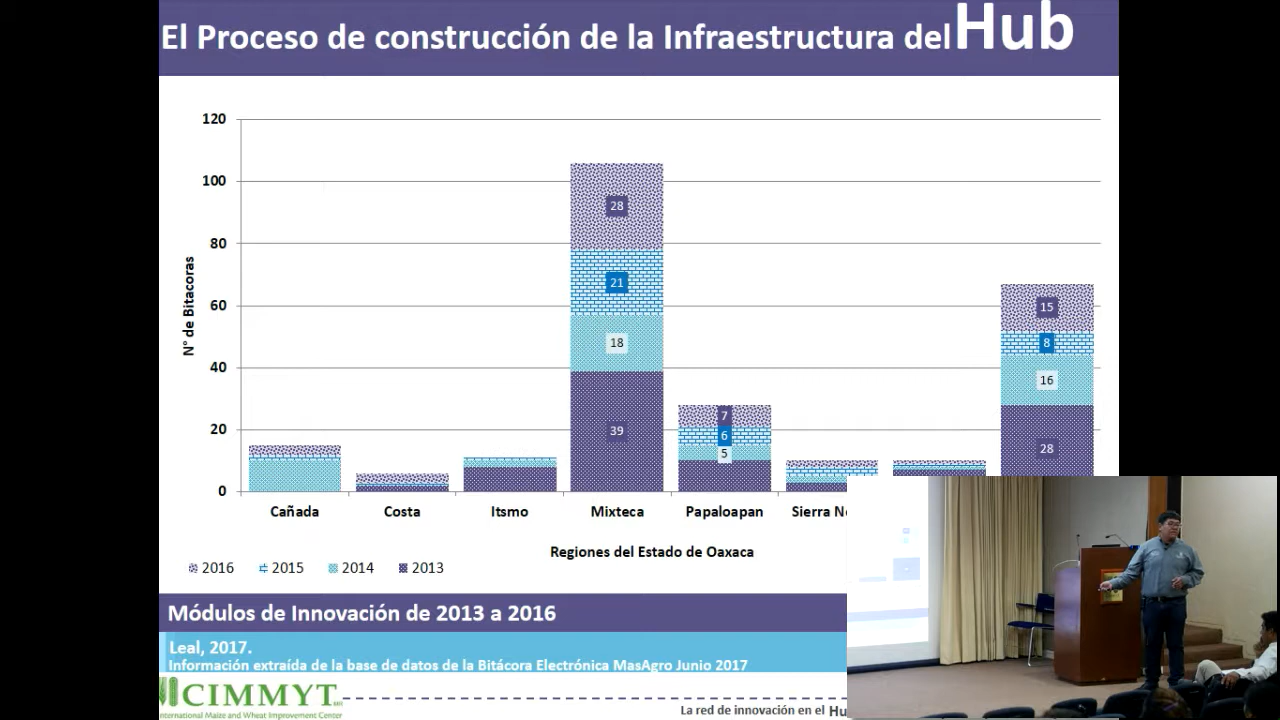 El Proceso de construcción de la Infraestructura del Hub
120
100
80
60
40
20
0
N° de Bitacoras
28
21
18
39
7
6
5
15
8
16
28
Cañada
Costa
Itsmo
Mixteca
Papaloapan
Sierra
Regiones del Estado de Oaxaca
2016
2015
2014
2013
Módulos de Innovación de 2013 a 2016
Leal, 2017.
Información extraída de la base de datos de la Bitácora Electrónica MasAgro Junio 2017
CIMMYT
International Maize and Wheat Improvement Center
La red de innovación en el